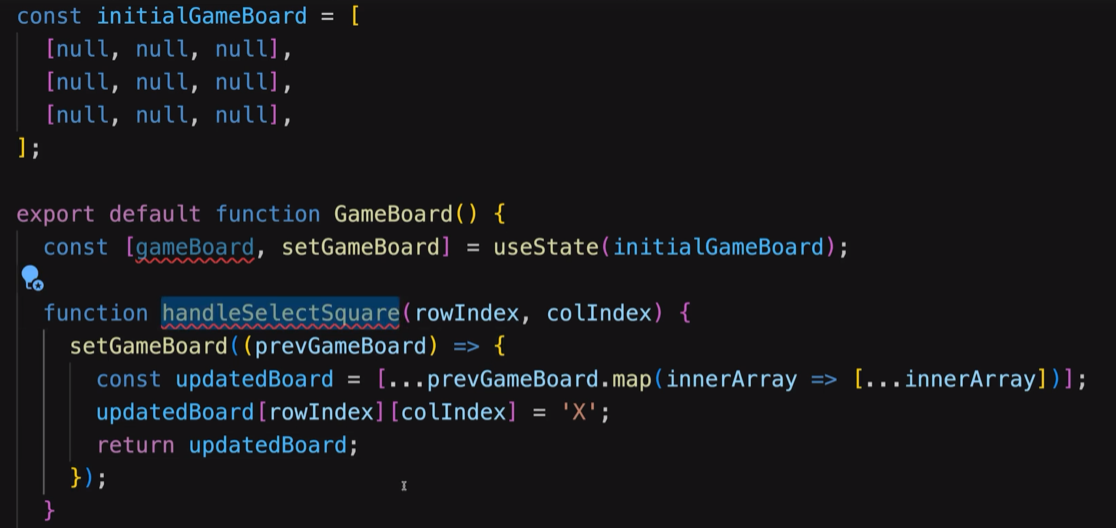 const initialGameBoard = [
[null, null, null],
[null, null, null],
[null, null, null],
];
export default function GameBoard() {
const [gameBoard, setGameBoard] = useState(initialGameBoard);
function handleSelectSquare(rowIndex, colIndex) {
setGameBoard((prevGameBoard) => {
const updatedBoard = [...prevGameBoard.map(innerArray => [...innerArray])];
updatedBoard[rowIndex][colIndex] = 'X';
return updatedBoard;
});
}